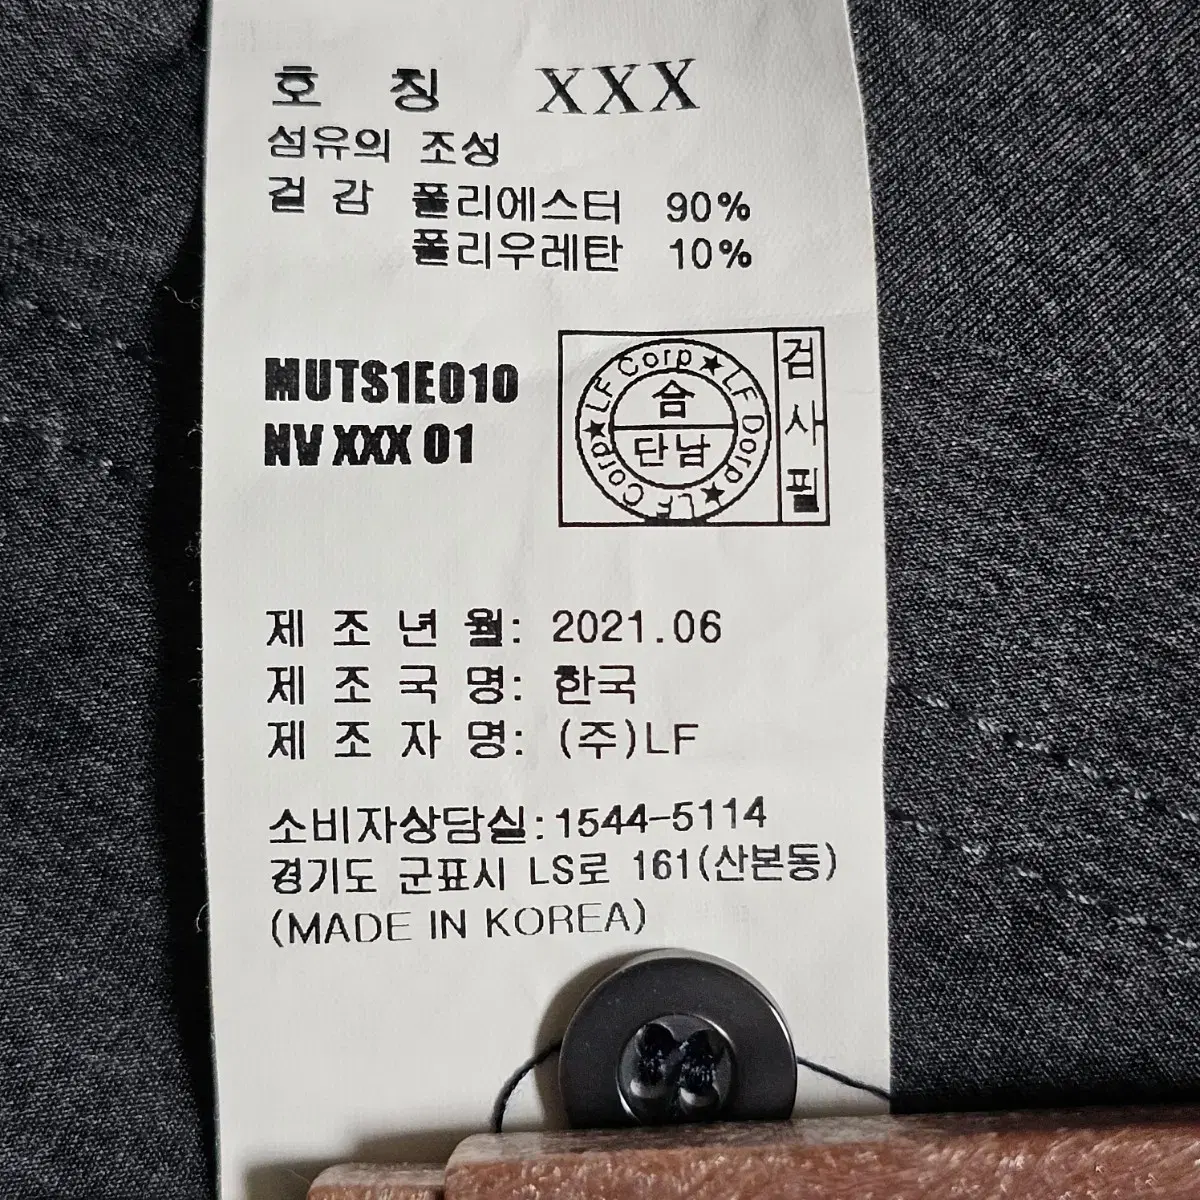 호 칭 XXX
섬유의 조성
겉 감 폴리에스터 90%
폴리우레탄 10%
MUTS1E010
NV XXX 01
LF Corp ★ LF Dorp ★ LF Corp ★
숨
단남
검사필
제 조 년 월: 2021.06
제 조 국 명: 한국
제 조 자 명: (주)LF
소비자상담실:1544-5114
경기도 군표시 LS로 161(산본동)
(MADE IN KOREA)